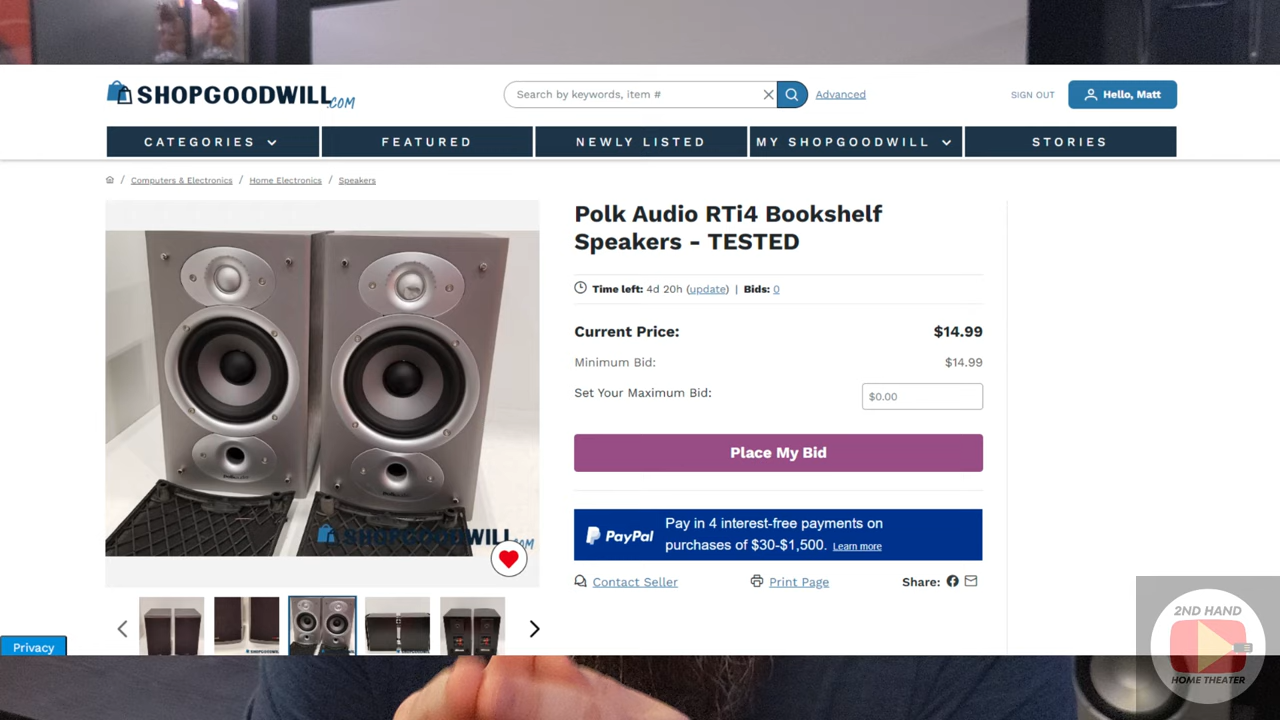 SHOPGOODWILL.COM
Search by keywords, item #
Advanced
SIGN OUT
Hello, Matt
CATEGORIES
FEATURED
NEWLY LISTED
MY SHOPGOODWILL
STORIES
/ Computers & Electronics / Home Electronics / Speakers
Polk Audio RTi4 Bookshelf
Speakers - TESTED
Time left: 4d 20h (update) | Bids: 0
Current Price: $14.99
Minimum Bid: $14.99
Set Your Maximum Bid: $0.00
Place My Bid
PayPal
Pay in 4 interest-free payments on
purchases of $30-$1,500. Learn more
Contact Seller
Print Page
Share:
SHOPGOODWILL.COM
Privacy
2ND HAND
HOME THEATER